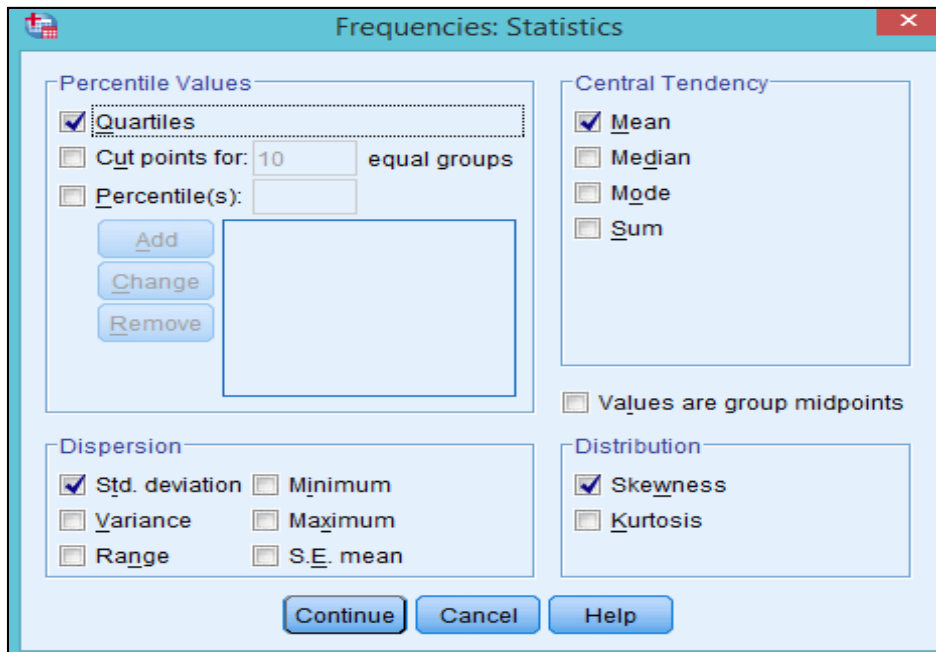 Frequencies: Statistics
Percentile Values
Quartiles
Cut points for: 10 equal groups
Percentile(s):
Add
Change
Remove
Central Tendency
Mean
Median
Mode
Sum
Values are group midpoints
Dispersion
Std. deviation Minimum
Variance Maximum
Range S.E. mean
Distribution
Skewness
Kurtosis
Continue Cancel Help